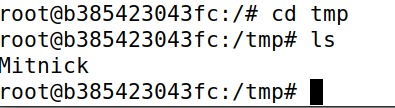 root@b385423043fc:/# cd tmp
root@b385423043fc:/tmp# ls
Mitnick
root@b385423043fc:/tmp#